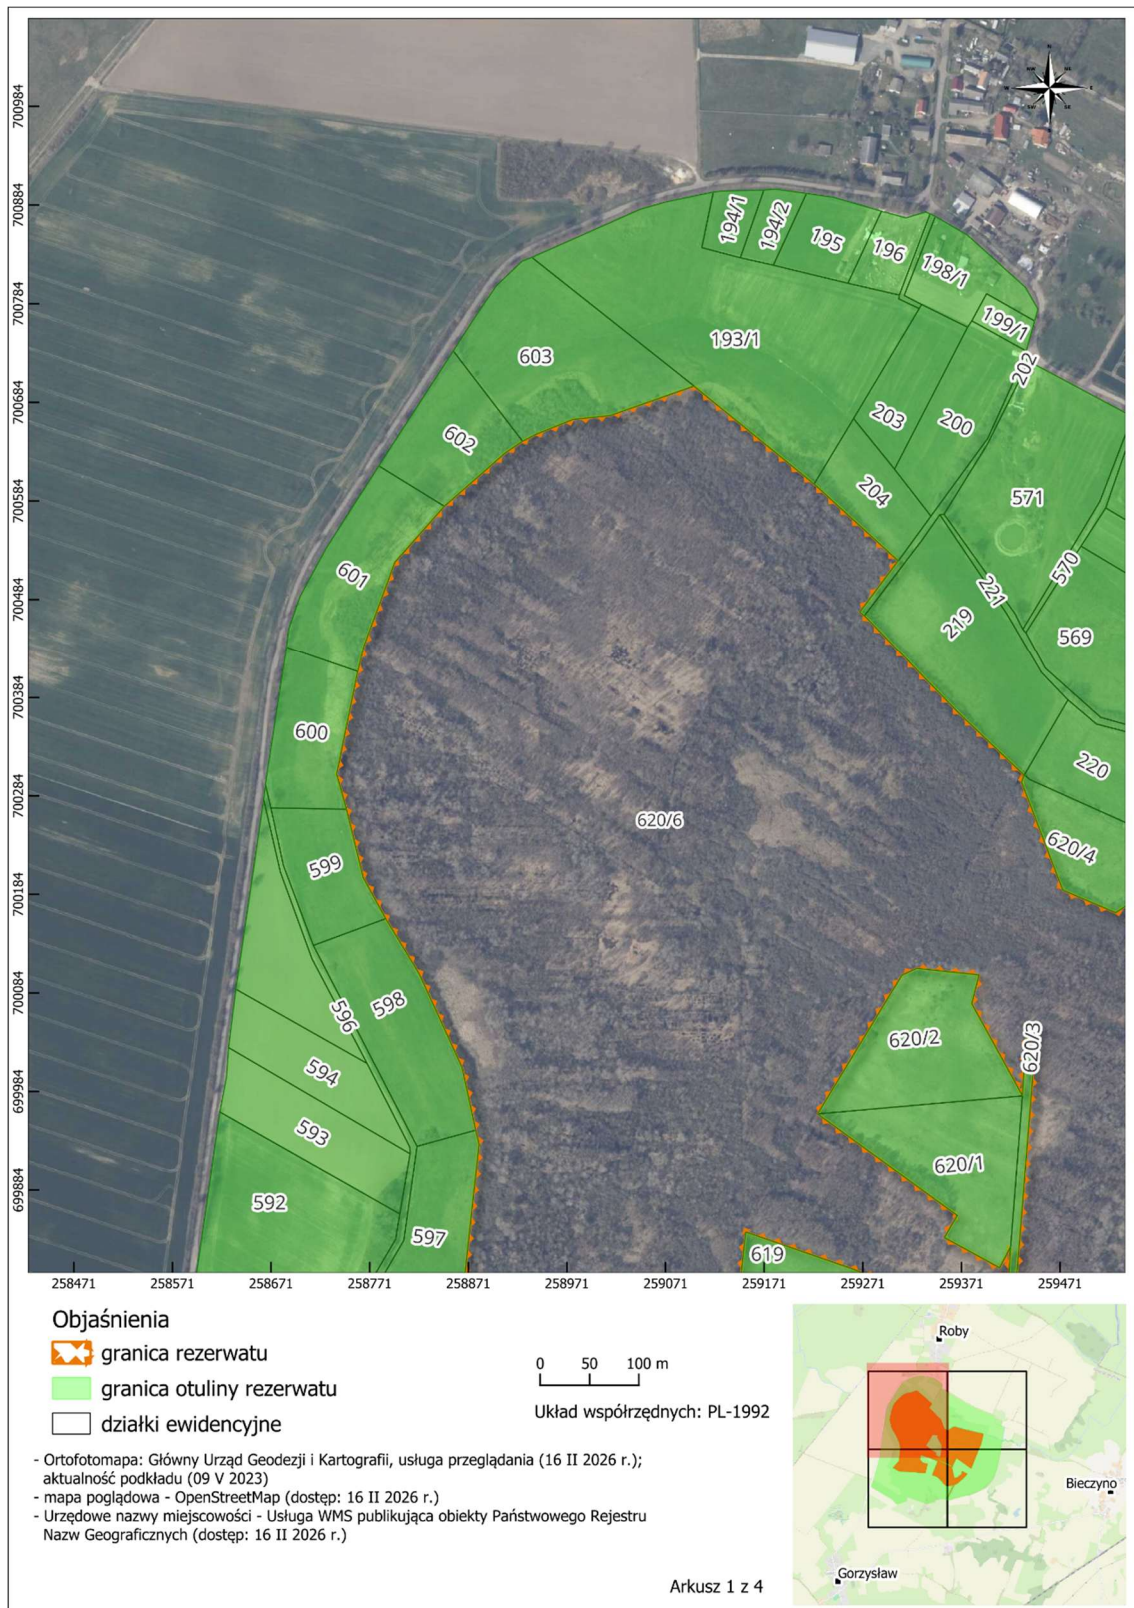 N
NW
NE
W
E
SW
SE
S
700984
700884
700784
700684
700584
700484
700384
700284
700184
700084
699984
699884
194/1
194/2
195
196
198/1
199/1
202
193/1
603
602
203
200
204
571
601
570
221
219
569
600
220
620/6
620/4
599
598
596
594
593
592
597
620/2
620/3
620/1
619
258471
258571
258671
258771
258871
258971
259071
259171
259271
259371
259471
Objaśnienia
granica rezerwatu
granica otuliny rezerwatu
działki ewidencyjne
0 50 100 m
Układ współrzędnych: PL-1992
- Ortofotomapa: Główny Urząd Geodezji i Kartografii, usługa przeglądania (16 II 2026 r.);
aktualność podkładu (09 V 2023)
- mapa poglądowa - OpenStreetMap (dostęp: 16 II 2026 r.)
- Urzędowe nazwy miejscowości - Usługa WMS publikująca obiekty Państwowego Rejestru
Nazw Geograficznych (dostęp: 16 II 2026 r.)
Arkusz 1 z 4
Roby
Bieczyno
Gorzysław